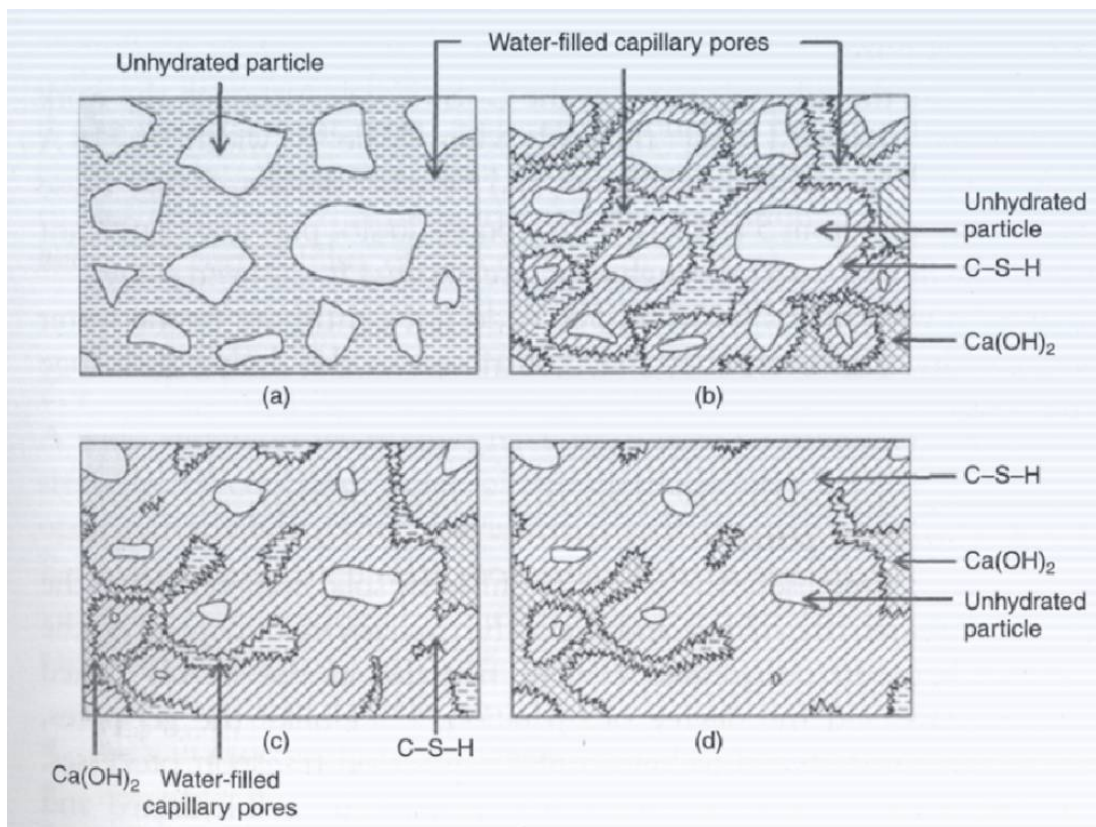 Water-filled capillary pores
Unhydrated particle
Unhydrated
particle
C–S–H
Ca(OH)₂
(a)
(b)
C–S–H
Ca(OH)₂
Unhydrated
particle
(c)
(d)
C–S–H
Ca(OH)₂
Water-filled
capillary pores